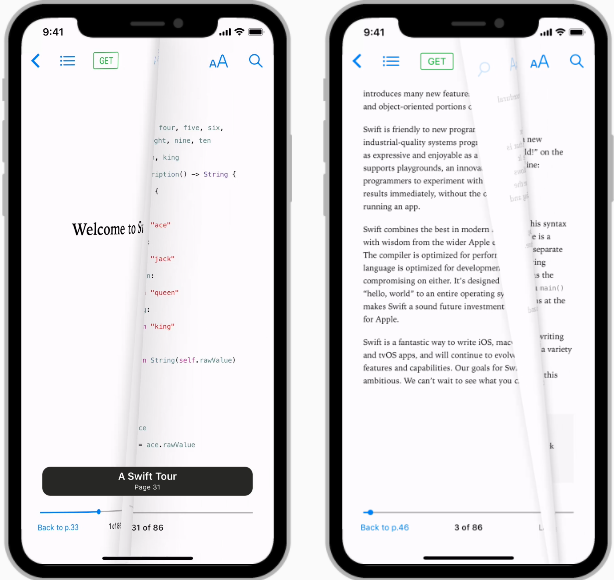 9:41
GET
AA
four, five, six,
ght, nine, ten
, king
ription() -> String {
{
Welcome to S
"ace"
:
"jack"
n:
"queen"
g:
n "king"
n String(self.rawValue)
ce
= ace.rawValue
A Swift Tour
Page 31
Back to p.33
31 of 86
9:41
GET
AA
introduces many new feature
and object-oriented portions o
Swift is friendly to new progra
industrial-quality systems prog
as expressive and enjoyable as a
supports playgrounds, an innova
programmers to experiment with
results immediately, without the o
running an app.
Swift combines the best in modern
with wisdom from the wider Apple e
The compiler is optimized for perform
language is optimized for developmen
compromising on either. It's designed
"hello, world" to an entire operating sy
makes Swift a sound future investment
for Apple.
Swift is a fantastic way to write iOS, macO
and tvOS apps, and will continue to evolv
features and capabilities. Our goals for Sw
ambitious. We can't wait to see what you c
new
ld!" on the
ine:
his syntax
e is a
separate
ring
s the
main()
s at the
writing
a variety
this
k
Back to p.46
3 of 86